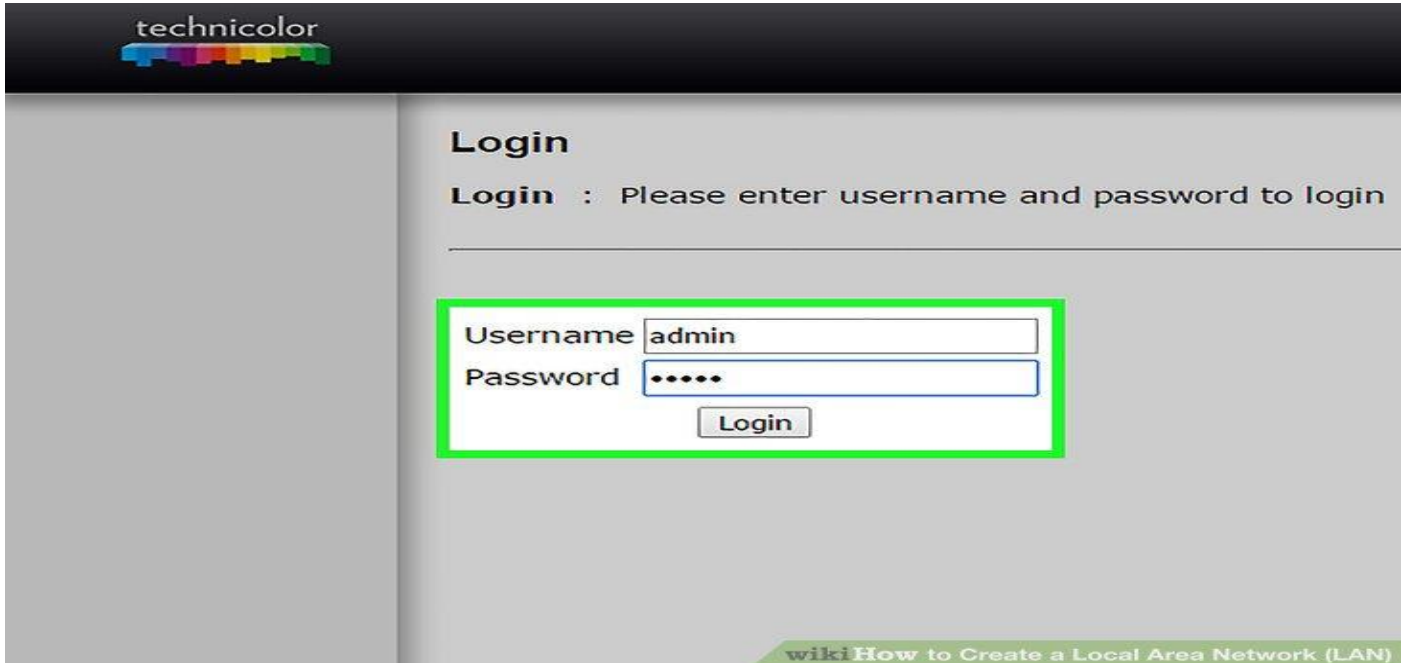 technicolor
Login
Login : Please enter username and password to login
Username admin
Password •••••
Login
wikiHow to Create a Local Area Network (LAN)